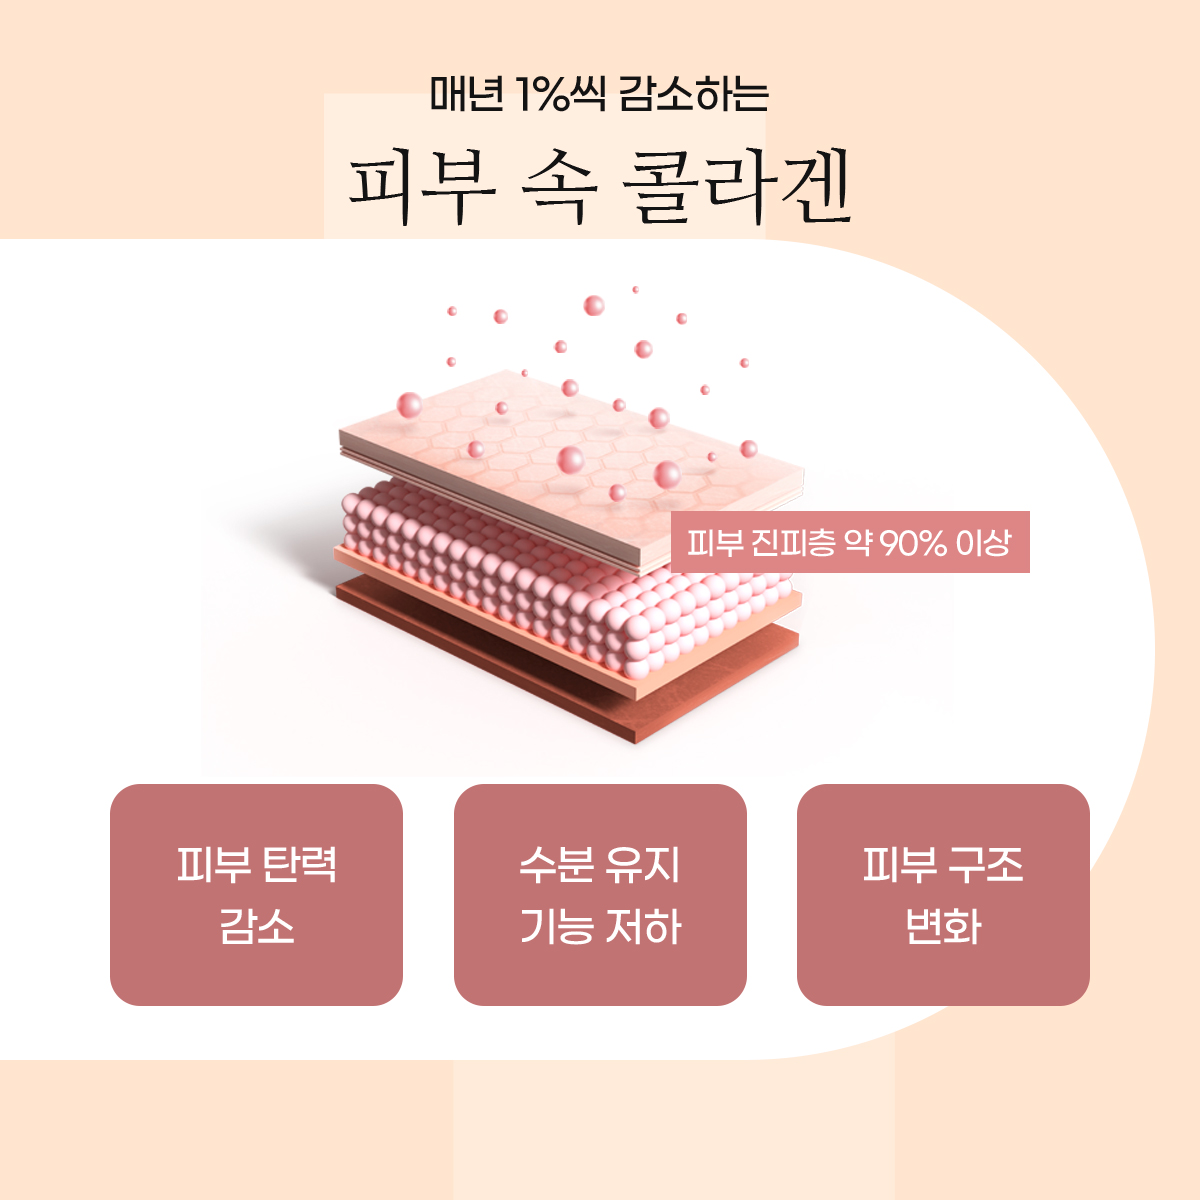 매년 1%씩 감소하는
피부 속 콜라겐
피부 진피층 약 90% 이상
피부 탄력
감소
수분 유지
기능 저하
피부 구조
변화